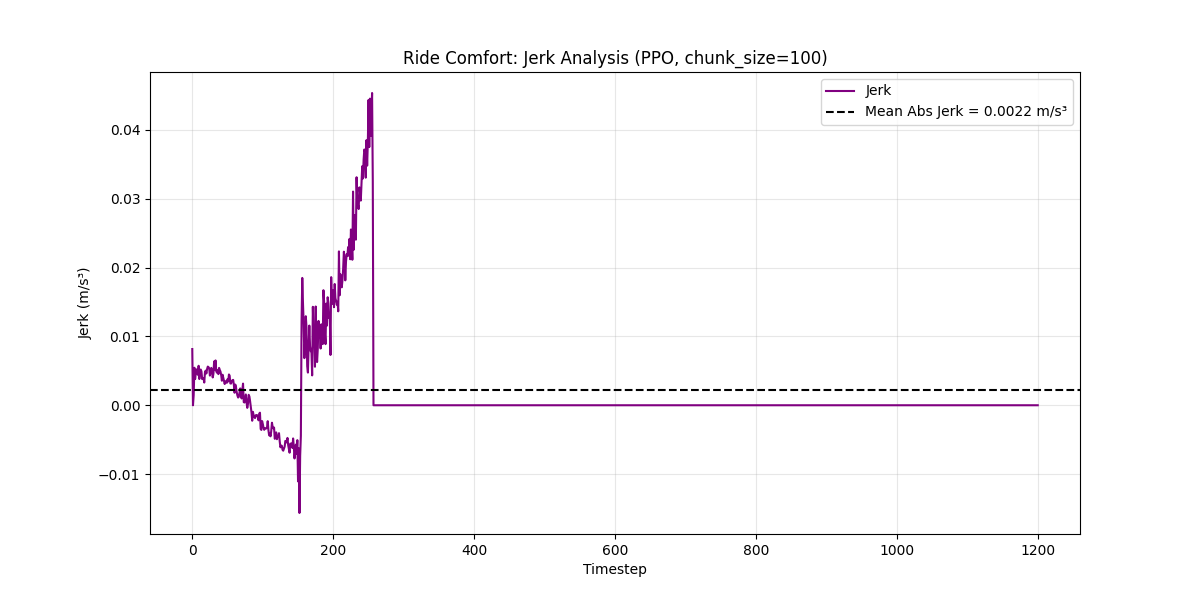 Ride Comfort: Jerk Analysis (PPO, chunk_size=100)
Jerk
Mean Abs Jerk = 0.0022 m/s³
Jerk (m/s³)
0.04
0.03
0.02
0.01
0.00
−0.01
0 200 400 600 800 1000 1200
Timestep